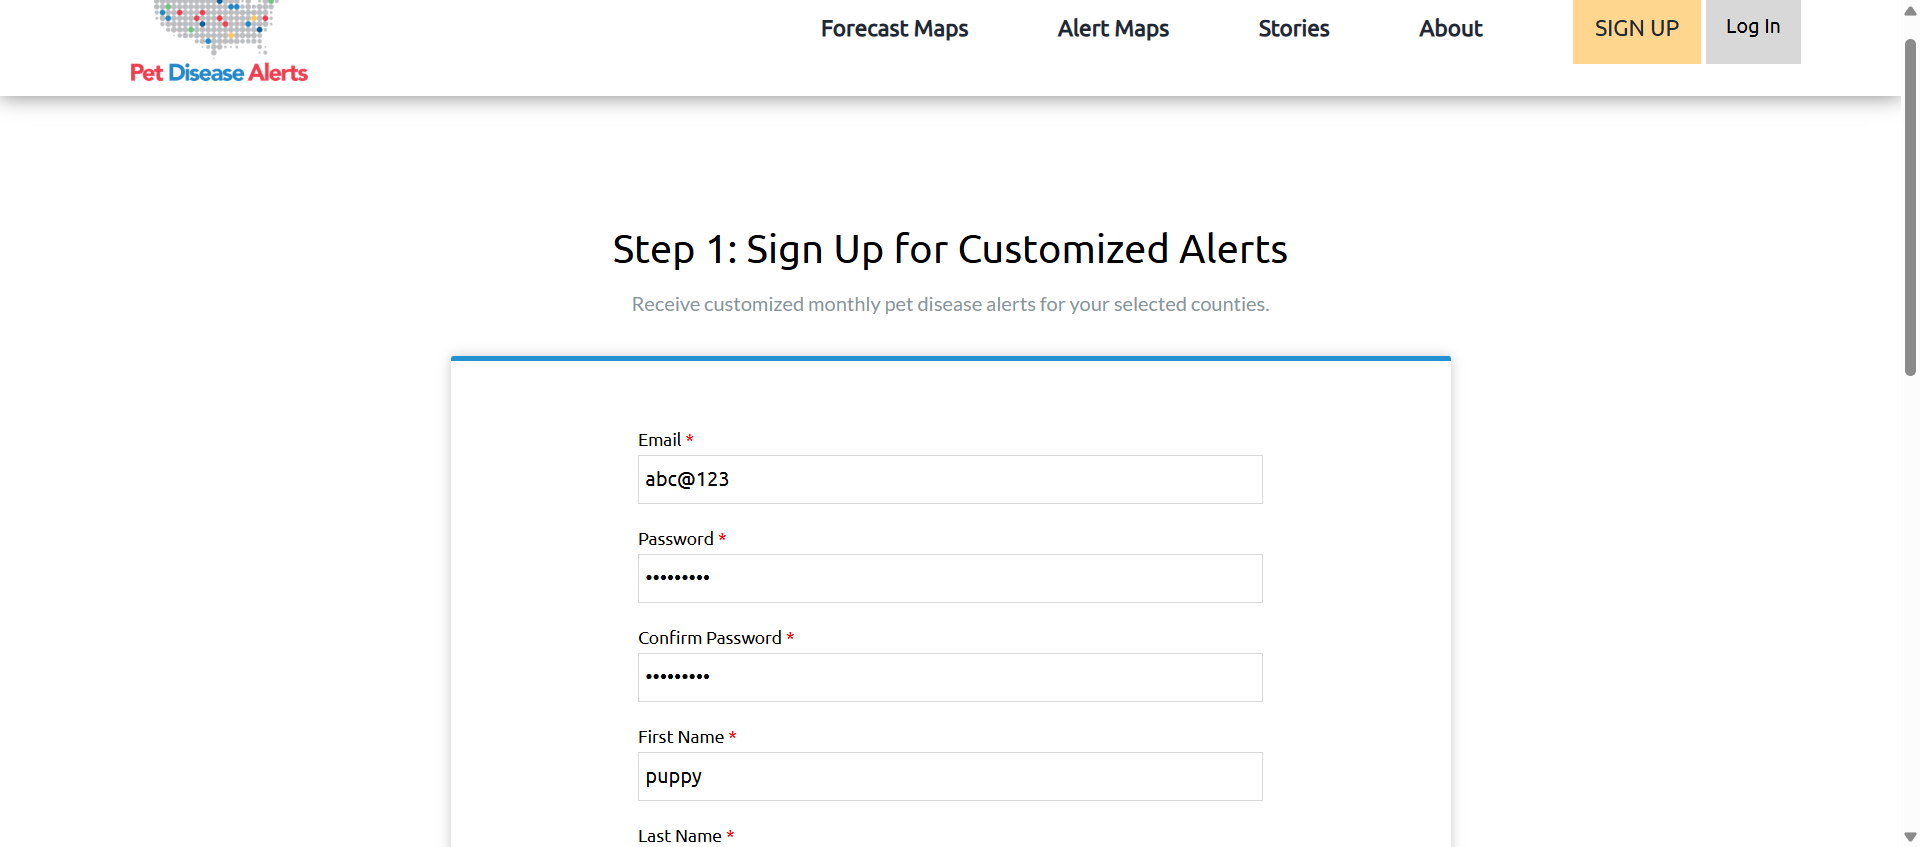 Pet Disease Alerts
Forecast Maps
Alert Maps
Stories
About
SIGN UP
Log In
Step 1: Sign Up for Customized Alerts
Receive customized monthly pet disease alerts for your selected counties.
Email *
abc@123
Password *
•••••••••
Confirm Password *
•••••••••
First Name *
puppy
Last Name *